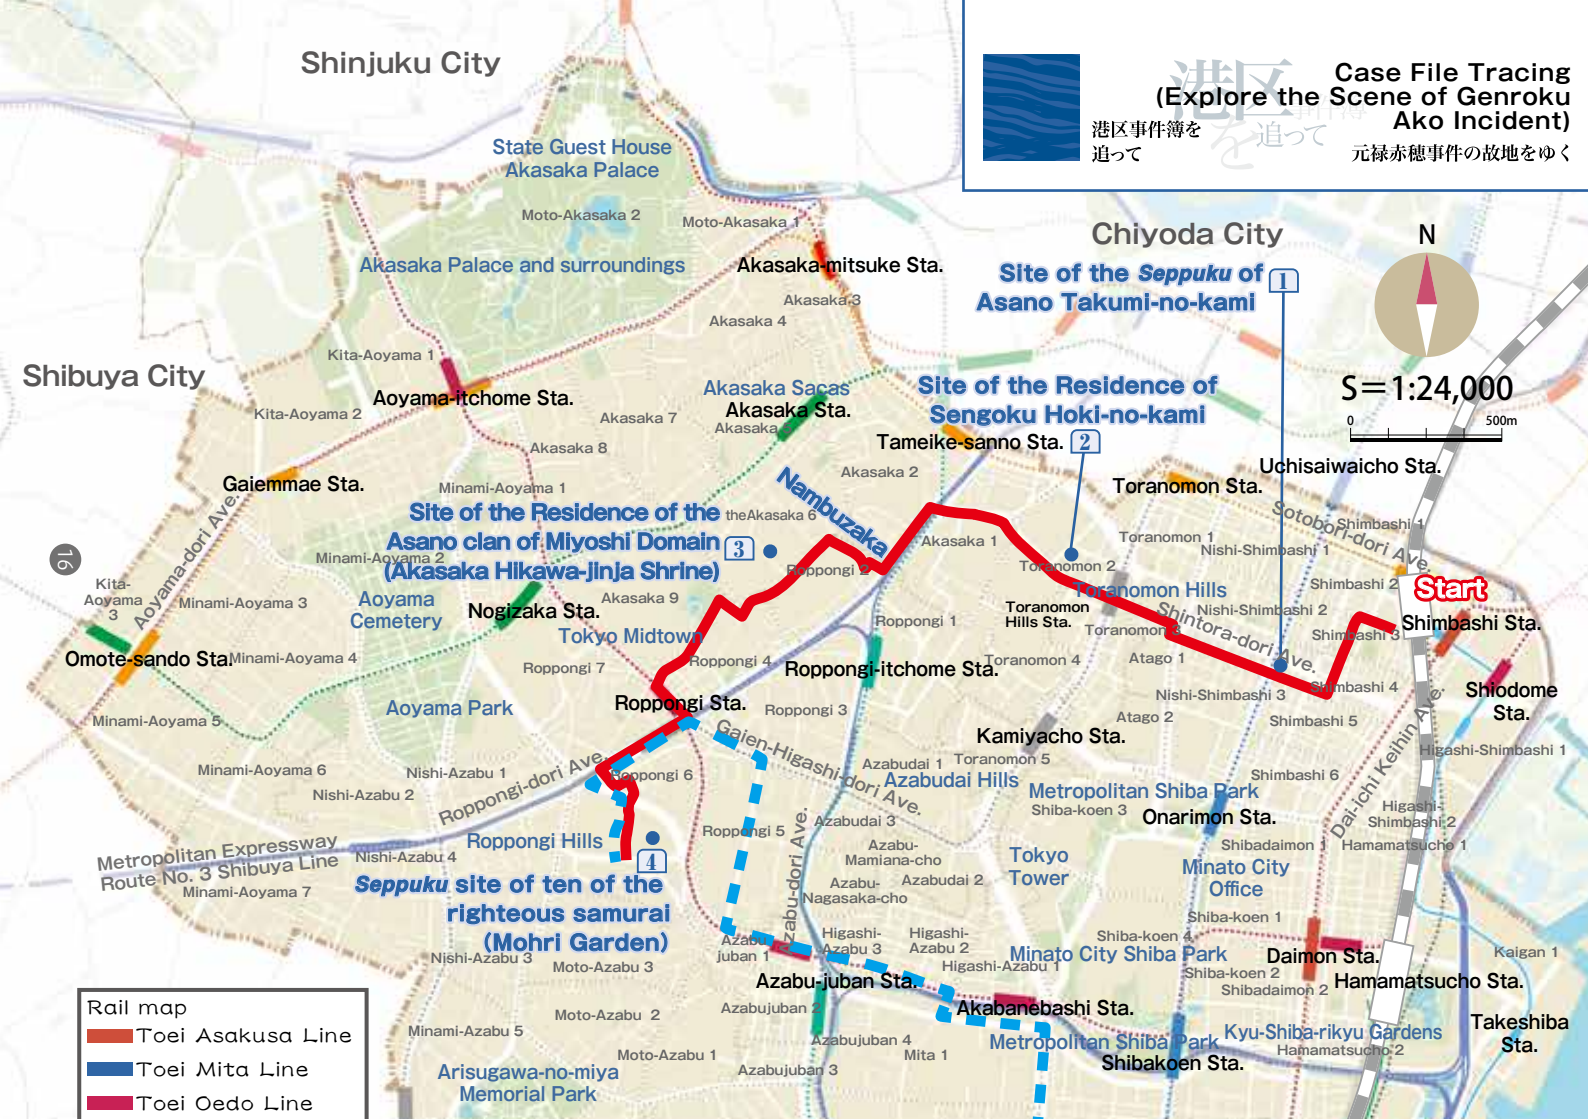 Shinjuku City
港区
事件簿
を追って
Case File Tracing
(Explore the Scene of Genroku
Ako Incident)
港区事件簿を
追って
元禄赤穂事件の故地をゆく
State Guest House
Akasaka Palace
Moto-Akasaka 2
Moto-Akasaka 1
Chiyoda City
N
Akasaka Palace and surroundings
Akasaka-mitsuke Sta.
Site of the Seppuku of
Asano Takumi-no-kami
1
Akasaka 3
Akasaka 4
Kita-Aoyama 1
Shibuya City
S=1:24,000
0
500m
Aoyama-itchome Sta.
Akasaka Sacas
Akasaka Sta.
Akasaka
Site of the Residence of
Sengoku Hoki-no-kami
2
Kita-Aoyama 2
Akasaka 7
Akasaka 8
Tameike-sanno Sta.
Uchisaiwaicho Sta.
Gaiemmae Sta.
Minami-Aoyama 1
Akasaka 2
Toranomon Sta.
Nambuzaka
Sotobori-dori Ave.
Shimbashi 1
Site of the Residence of the
Asano clan of Miyoshi Domain
(Akasaka Hikawa-jinja Shrine)
3
theAkasaka 6
Akasaka 1
Toranomon 1
Nishi-Shimbashi 1
16
Aoyama-dori Ave.
Minami-Aoyama 2
Roppongi 2
Toranomon 2
Toranomon Hills
Shimbashi 2
Start
Kita-
Aoyama
3
Minami-Aoyama 3
Aoyama
Cemetery
Nogizaka Sta.
Akasaka 9
Toranomon
Hills Sta.
Shintora-dori Ave.
Nishi-Shimbashi 2
Shimbashi 3
Shimbashi Sta.
Tokyo Midtown
Roppongi 1
Toranomon 3
Omote-sando Sta.
Minami-Aoyama 4
Roppongi 7
Roppongi 4
Roppongi-itchome Sta.
Toranomon 4
Atago 1
Shimbashi 4
Nishi-Shimbashi 3
Shiodome
Sta.
Minami-Aoyama 5
Aoyama Park
Roppongi Sta.
Roppongi 3
Atago 2
Shimbashi 5
Kamiyacho Sta.
Gaien-Higashi-dori Ave.
Dai-ichi Keihin Ave.
Higashi-Shimbashi 1
Minami-Aoyama 6
Nishi-Azabu 1
Roppongi-dori Ave.
Roppongi 6
Azabudai 1
Toranomon 5
Azabudai Hills
Shimbashi 6
Nishi-Azabu 2
Metropolitan Shiba Park
Shiba-koen 3
Onarimon Sta.
Higashi-
Shimbashi 2
Azabu-dori Ave.
Azabudai 3
Roppongi 5
Roppongi Hills
Metropolitan Expressway
Route No. 3 Shibuya Line
Nishi-Azabu 4
4
Azabu-
Mamiana-cho
Tokyo
Tower
Shibadaimon 1
Hamamatsucho 1
Minato City
Office
Minami-Aoyama 7
Seppuku site of ten of the
righteous samurai
(Mohri Garden)
Azabu-
Nagasaka-cho
Azabudai 2
Shiba-koen 1
Azabu-
juban 1
Higashi-
Azabu 3
Higashi-
Azabu 2
Shiba-koen 4
Minato City Shiba Park
Daimon Sta.
Kaigan 1
Nishi-Azabu 3
Moto-Azabu 3
Higashi-Azabu 1
Shiba-koen 2
Azabu-juban Sta.
Shibadaimon 2
Hamamatsucho Sta.
Rail map
Toei Asakusa Line
Toei Mita Line
Toei Oedo Line
Moto-Azabu 2
Azabujuban 2
Akabanebashi Sta.
Minami-Azabu 5
Azabujuban 4
Metropolitan Shiba Park
Kyu-Shiba-rikyu Gardens
Takeshiba
Sta.
Moto-Azabu 1
Mita 1
Shibakoen Sta.
Hamamatsucho 2
Arisugawa-no-miya
Memorial Park
Azabujuban 3